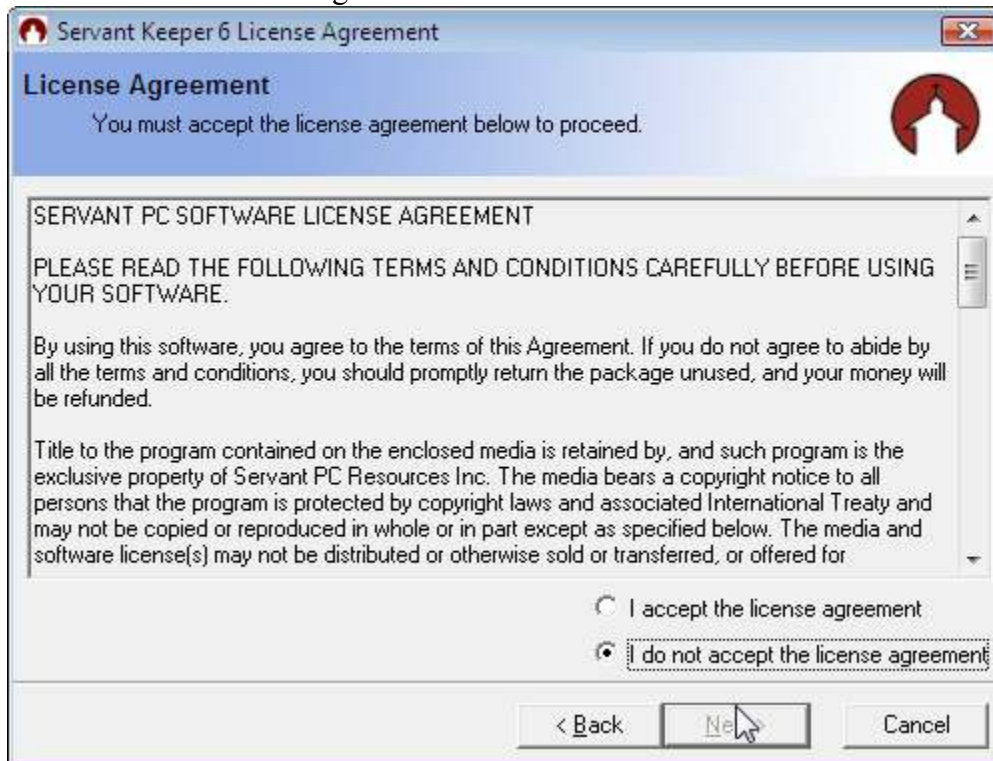 Servant Keeper 6 License Agreement
License Agreement
You must accept the license agreement below to proceed.
SERVANT PC SOFTWARE LICENSE AGREEMENT
PLEASE READ THE FOLLOWING TERMS AND CONDITIONS CAREFULLY BEFORE USING
YOUR SOFTWARE.
By using this software, you agree to the terms of this Agreement. If you do not agree to abide by
all the terms and conditions, you should promptly return the package unused, and your money will
be refunded.
Title to the program contained on the enclosed media is retained by, and such program is the
exclusive property of Servant PC Resources Inc. The media bears a copyright notice to all
persons that the program is protected by copyright laws and associated International Treaty and
may not be copied or reproduced in whole or in part except as specified below. The media and
software license(s) may not be distributed or otherwise sold or transferred, or offered for
I accept the license agreement
I do not accept the license agreement
< Back
Cancel